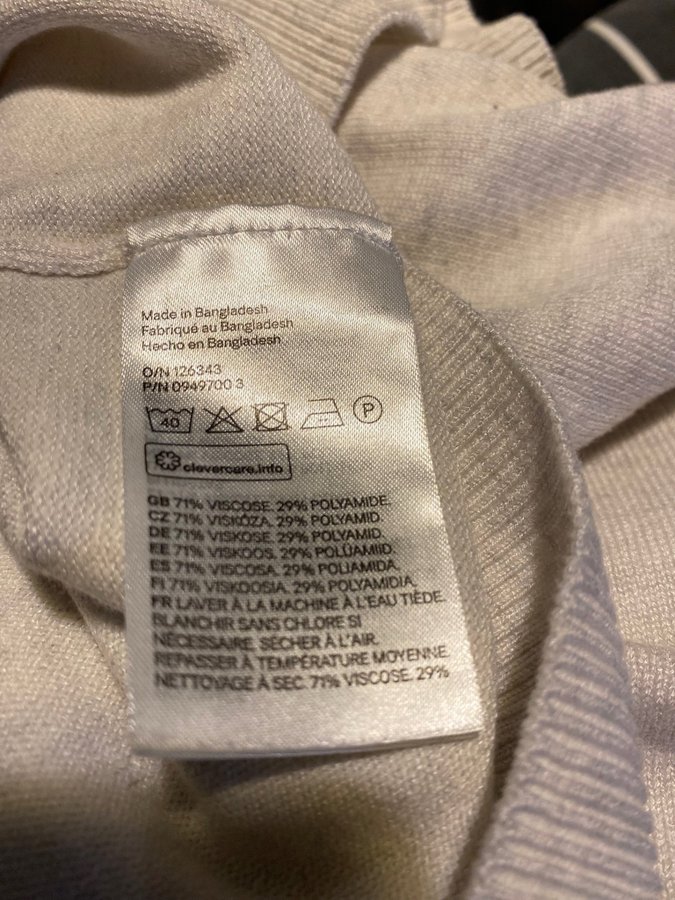 Made in Bangladesh
Fabriqué au Bangladesh
Hecho en Bangladesh
O/N 126343
P/N 0949700 3
40 P
clevercare.info
GB 71% VISCOSE. 29% POLYAMIDE.
CZ 71% VISKÓZA. 29% POLYAMID.
DE 71% VISKOSE. 29% POLYAMID.
EE 71% VISKOOS. 29% POLÜAMIID.
ES 71% VISCOSA. 29% POLIAMIDA.
FI 71% VISKOOSIA. 29% POLYAMIDIA.
FR LAVER À LA MACHINE À L'EAU TIÈDE.
BLANCHIR SANS CHLORE SI
NÉCESSAIRE. SÉCHER À L'AIR.
REPASSER À TEMPÉRATURE MOYENNE.
NETTOYAGE À SEC. 71% VISCOSE. 29%